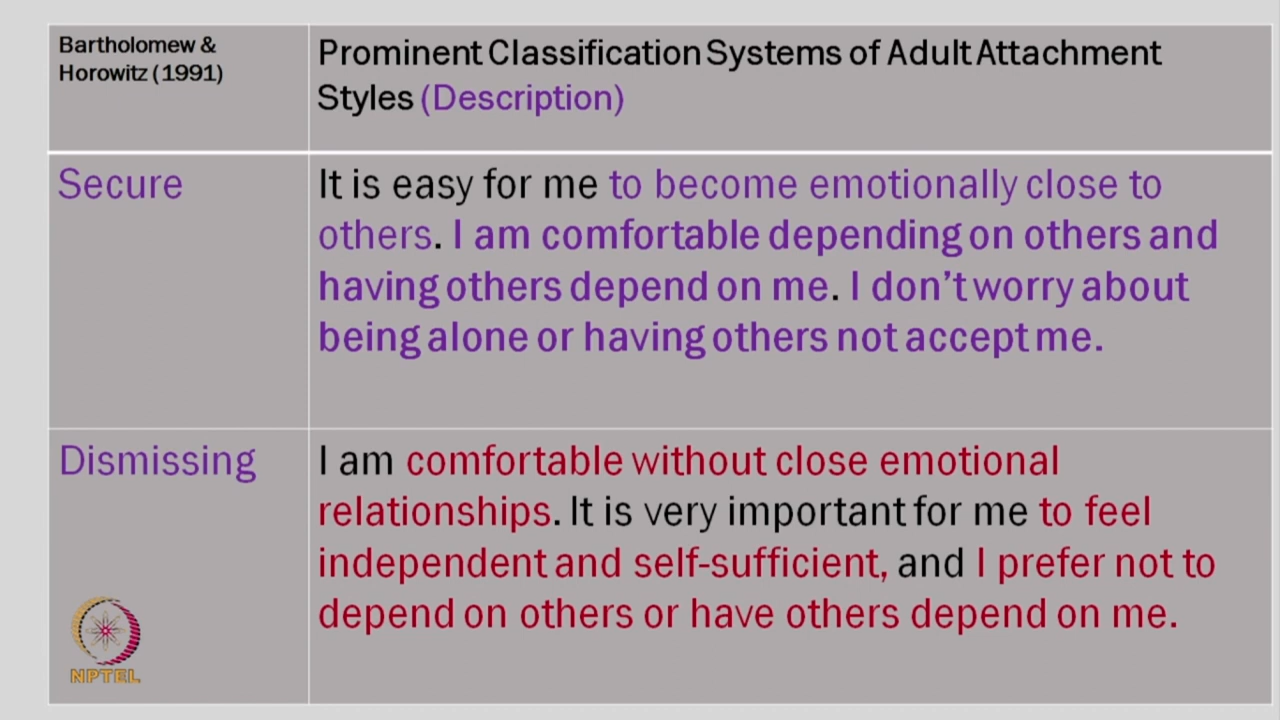 Bartholomew &
Horowitz (1991)
Prominent Classification Systems of Adult Attachment
Styles (Description)
Secure
It is easy for me to become emotionally close to
others. I am comfortable depending on others and
having others depend on me. I don't worry about
being alone or having others not accept me.
Dismissing
I am comfortable without close emotional
relationships. It is very important for me to feel
independent and self-sufficient, and I prefer not to
depend on others or have others depend on me.
NPTEL